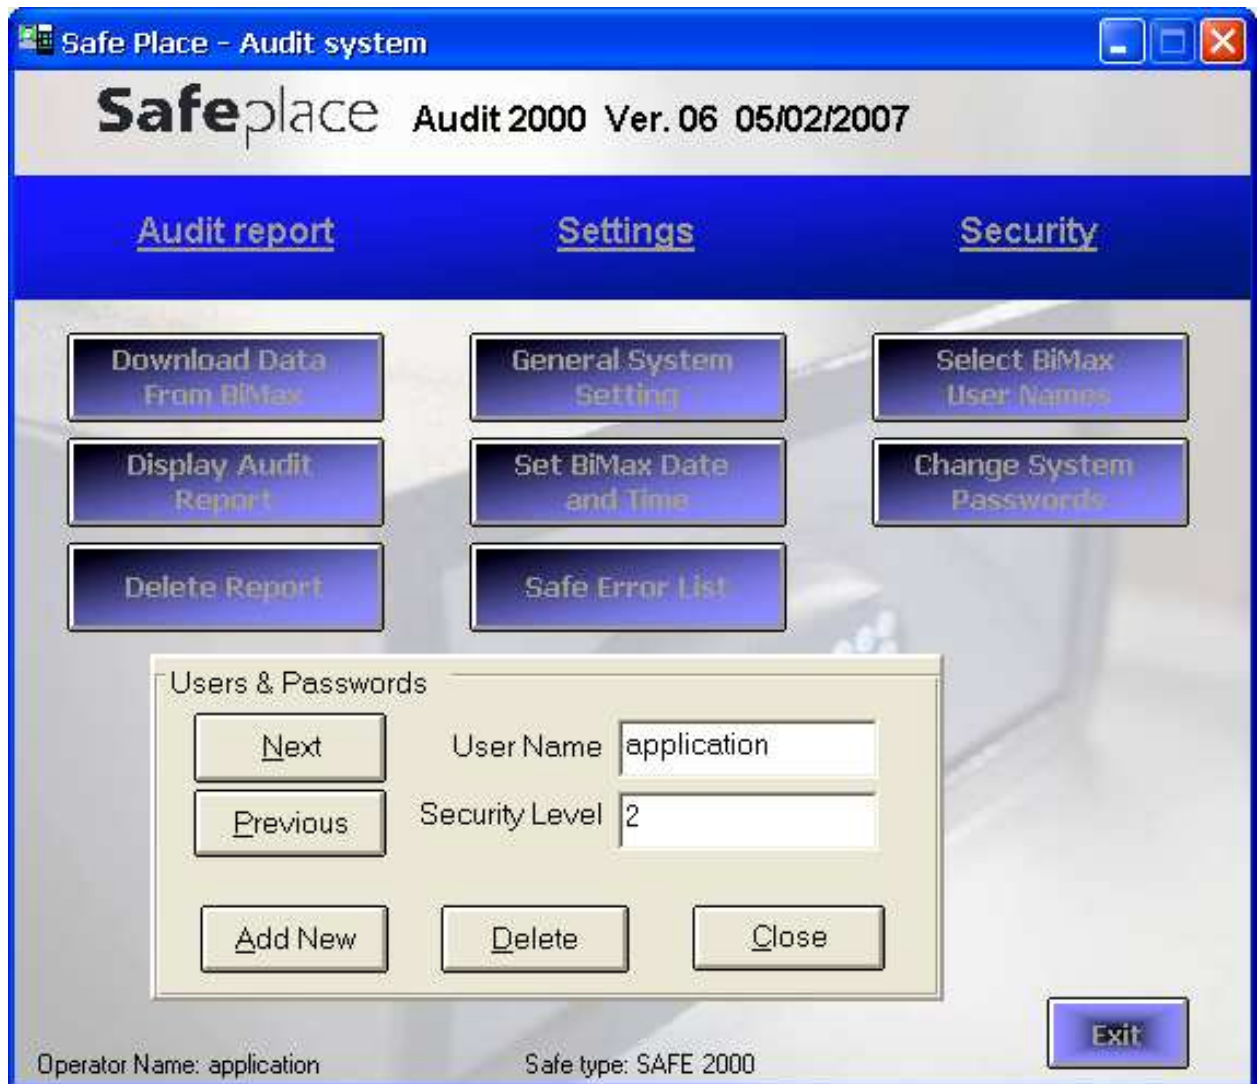 Safe Place - Audit system
Safeplace Audit 2000 Ver. 06 05/02/2007
Audit report Settings Security
Download Data
From BiMax
General System
Setting
Select BiMax
User Names
Display Audit
Report
Set BiMax Date
and Time
Change System
Passwords
Delete Report
Safe Error List
Users & Passwords
Next
User Name application
Previous
Security Level 2
Add New Delete Close
Exit
Operator Name: application Safe type: SAFE 2000